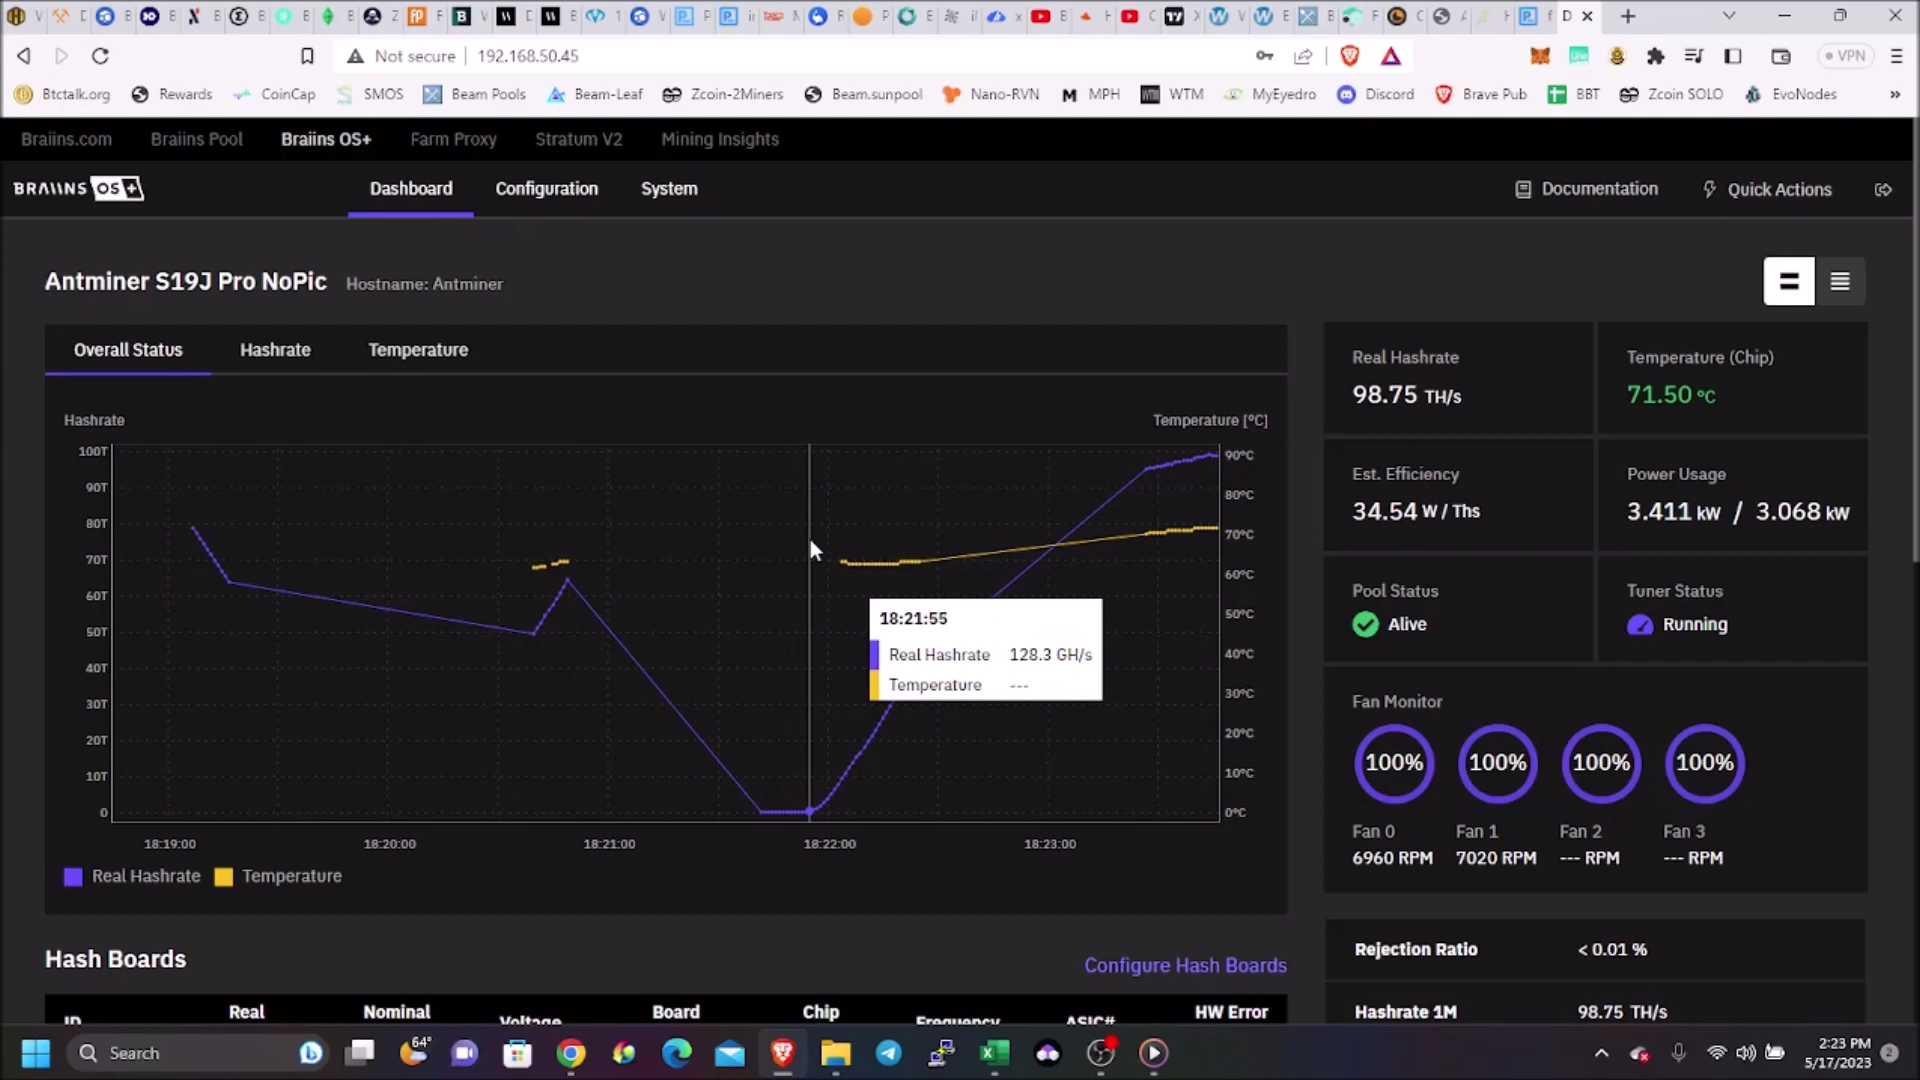 Not secure
192.168.50.45
VPN
Btctalk.org
Rewards
CoinCap
SMOS
Beam Pools
Beam-Leaf
Zcoin-2Miners
Beam.sunpool
Nano-RVN
MPH
WTM
MyEyedro
Discord
Brave Pub
BBT
Zcoin SOLO
EvoNodes
»
Braiins.com
Braiins Pool
Braiins OS+
Farm Proxy
Stratum V2
Mining Insights
BRAIINS OS+
Dashboard
Configuration
System
Documentation
Quick Actions
Antminer S19J Pro NoPic
Hostname: Antminer
Overall Status
Hashrate
Temperature
Hashrate
Temperature [°C]
100T
90T
80T
70T
60T
50T
40T
30T
20T
10T
0
90°C
80°C
70°C
60°C
50°C
40°C
30°C
20°C
10°C
0°C
18:21:55
Real Hashrate 128.3 GH/s
Temperature ---
18:19:00
18:20:00
18:21:00
18:22:00
18:23:00
Real Hashrate
Temperature
Real Hashrate
98.75 TH/s
Temperature (Chip)
71.50 °C
Est. Efficiency
34.54 W / Ths
Power Usage
3.411 kW / 3.068 kW
Pool Status
Alive
Tuner Status
Running
Fan Monitor
100%
100%
100%
100%
Fan 0
6960 RPM
Fan 1
7020 RPM
Fan 2
--- RPM
Fan 3
--- RPM
Rejection Ratio < 0.01 %
Hashrate 1M 98.75 TH/s
Hash Boards
Configure Hash Boards
ID
Real
Nominal
Voltage
Board
Chip
Frequency
ASIC#
HW Error
Search
64°
2:23 PM
5/17/2023
2